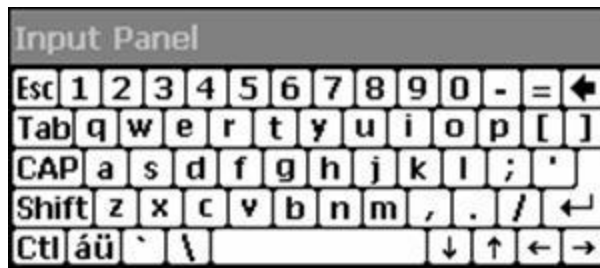 Input Panel
Esc 1 2 3 4 5 6 7 8 9 0 - = 🡄
Tab q w e r t y u i o p [ ]
CAP a s d f g h j k l ; '
Shift z x c v b n m , . / ↵
Ctl áü ` \ ↓ ↑ ← →